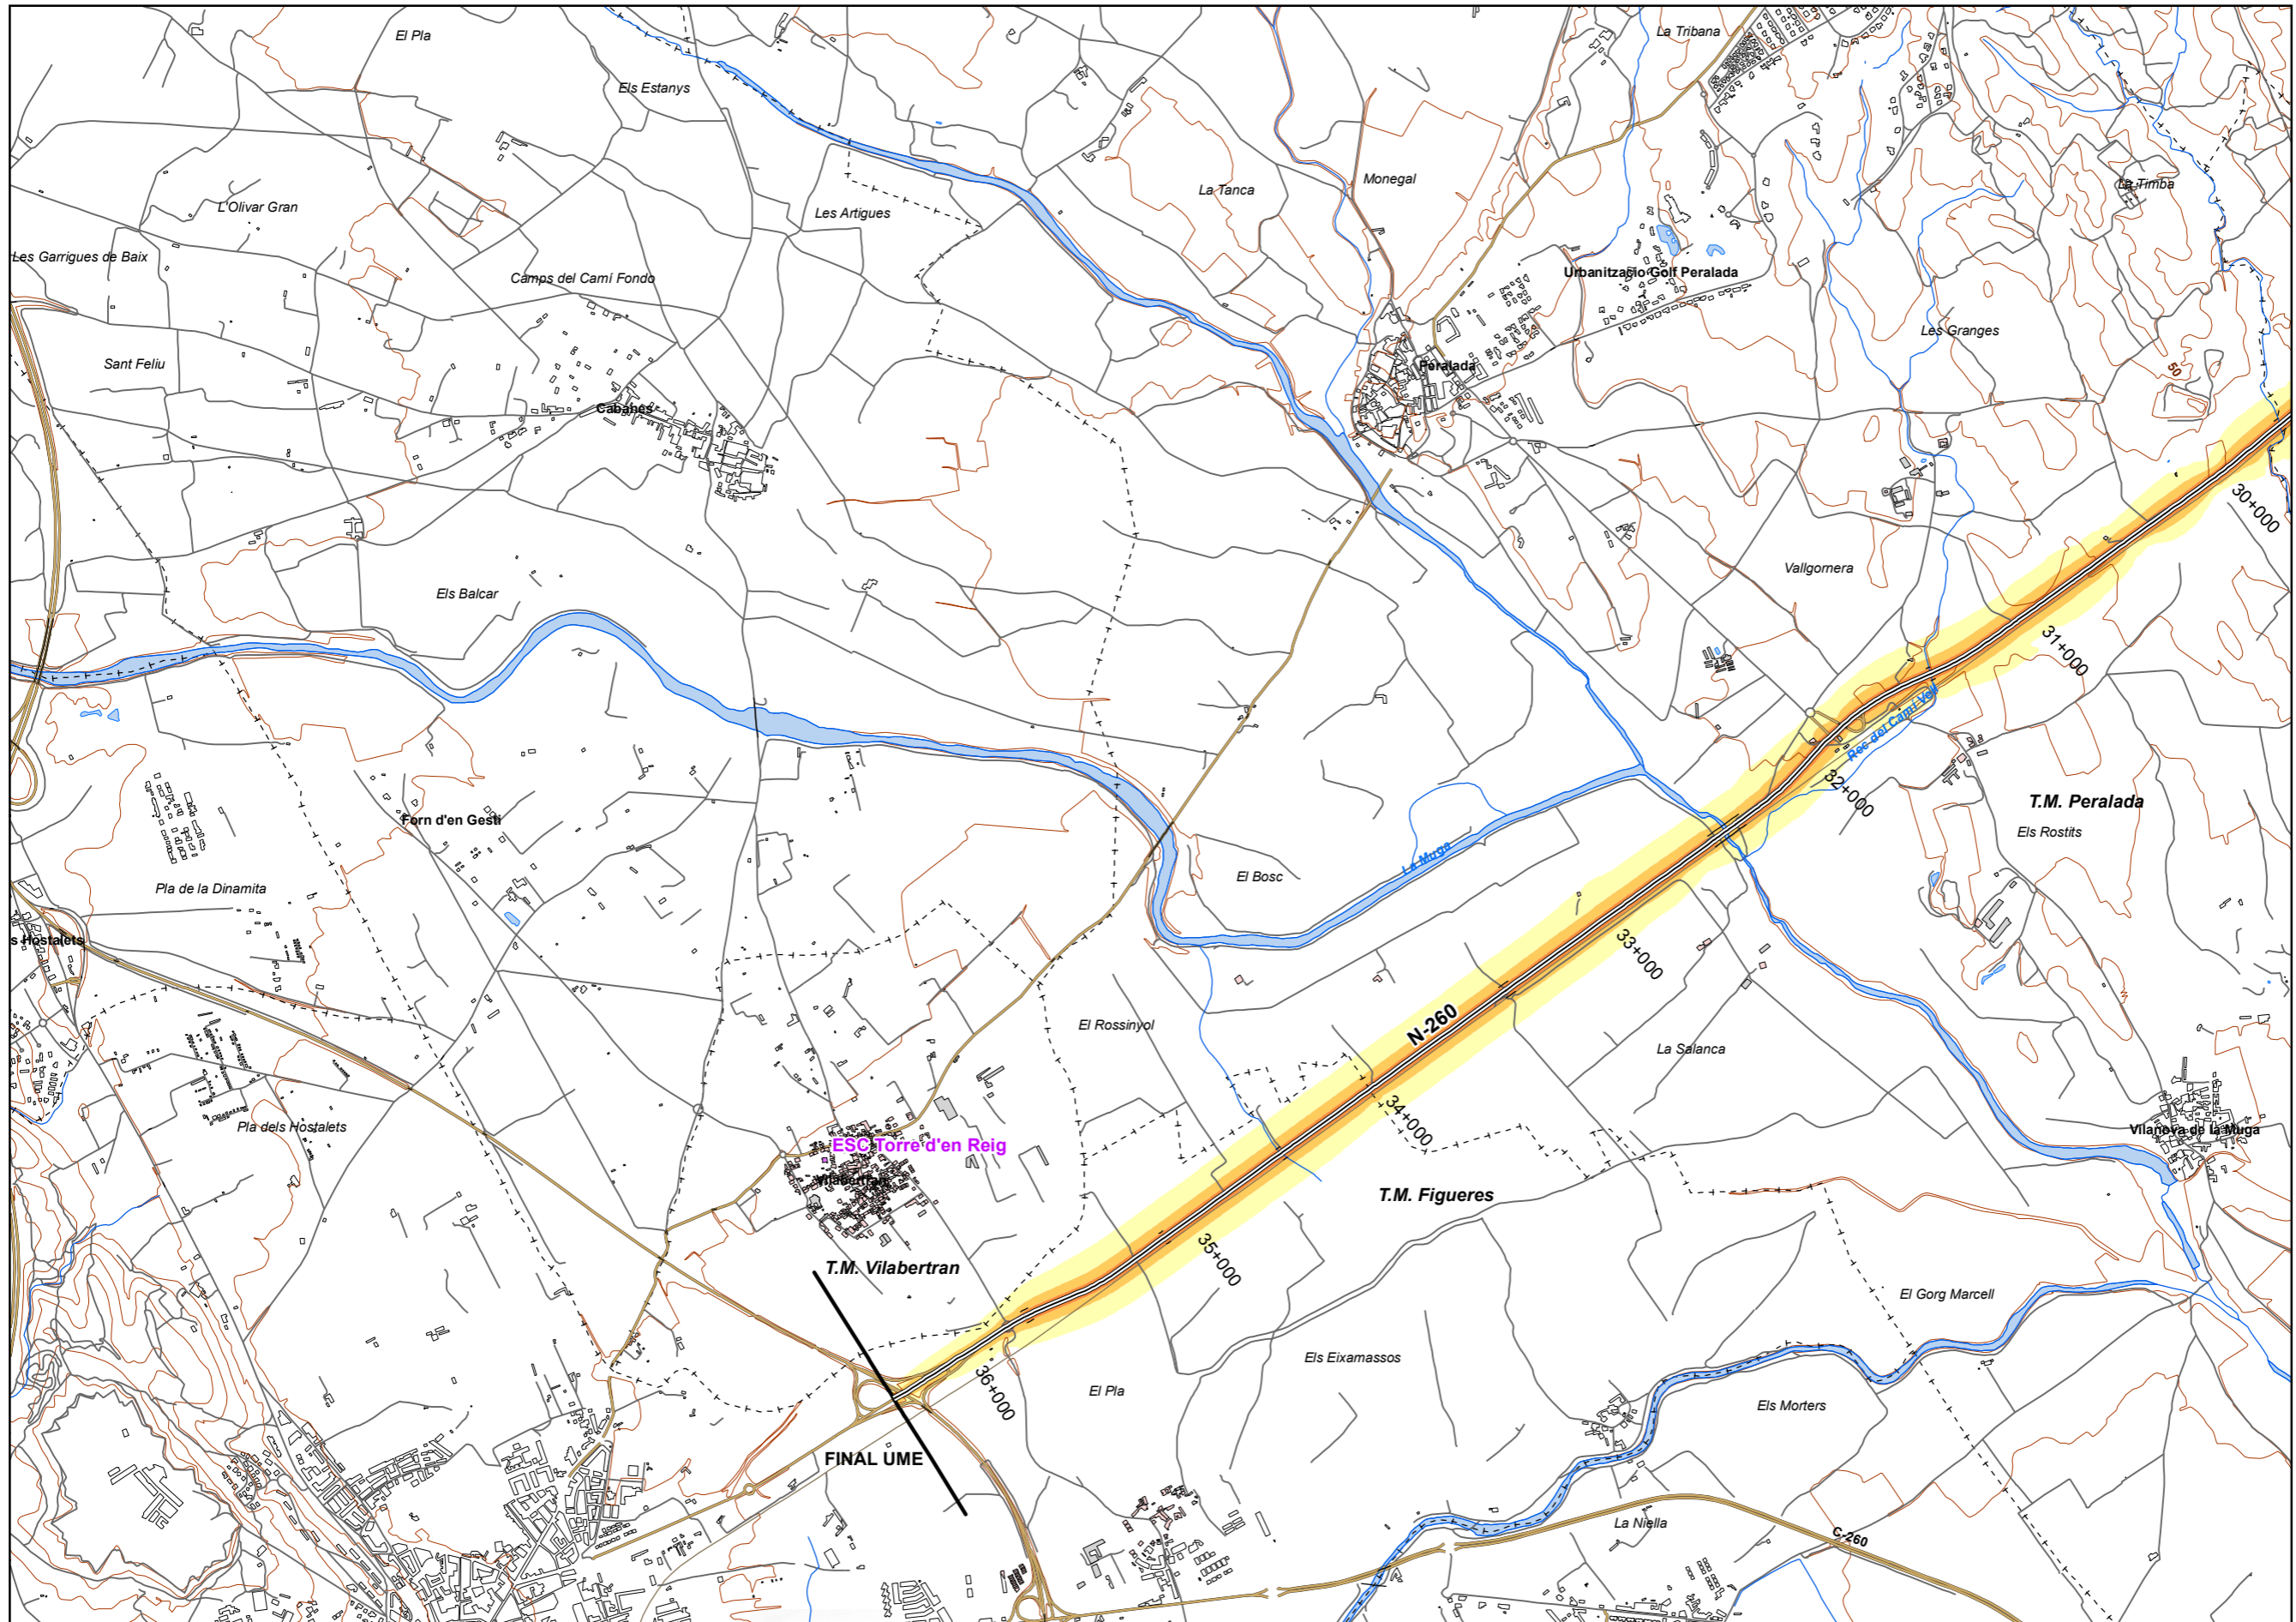 El Pla
La Tribana
Els Estanys
La Tanca
Monegal
La Timba
L'Olivar Gran
Les Artigues
Les Garrigues de Baix
Camps del Camí Fondo
Urbanització Golf Peralada
Les Granges
Sant Feliu
Peralada
50
Cabanes
30+000
Els Balcar
Vallgornera
31+000
Rec del Camí Vell
32+000
T.M. Peralada
Forn d'en Gesti
Els Rostits
La Muga
El Bosc
Pla de la Dinamita
s Hostalets
33+000
N-260
El Rossinyol
La Salanca
34+000
Pla dels Hostalets
Vilanova de la Muga
ESC Torre d'en Reig
Vilabertran
T.M. Figueres
35+000
T.M. Vilabertran
El Gorg Marcell
Els Eixamassos
36+000
El Pla
Els Morters
FINAL UME
La Niella
C-260